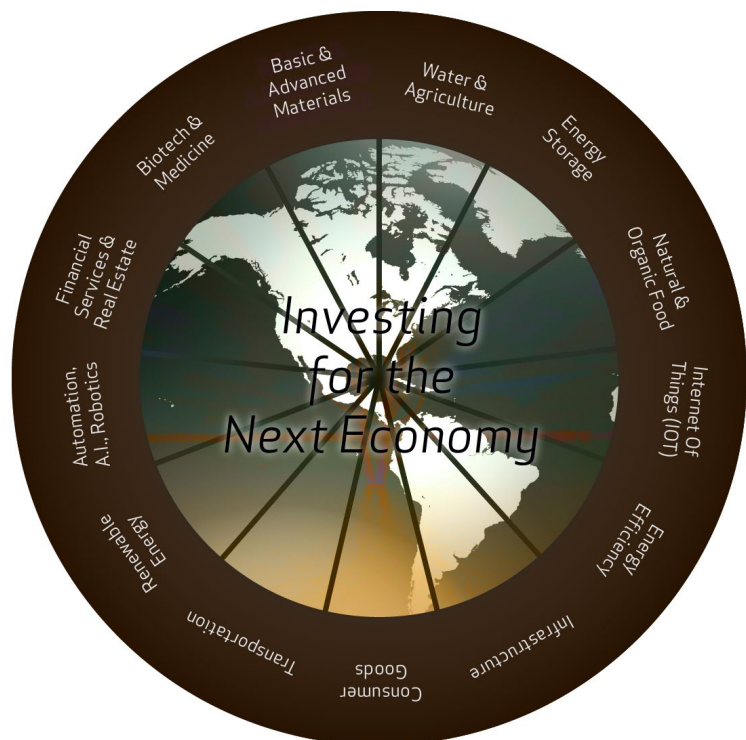 Investing
for the
Next Economy
Water &
Agriculture
Energy
Storage
Natural &
Organic Food
Internet Of
Things (IOT)
Energy
Efficiency
Infrastructure
Consumer
Goods
Transportation
Renewable
Energy
Automation,
A.I., Robotics
Financial
Services &
Real Estate
Biotech &
Medicine
Basic &
Advanced
Materials